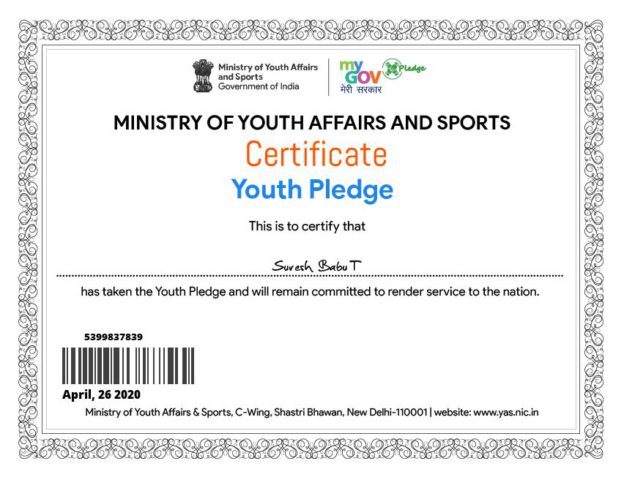 Ministry of Youth Affairs
and Sports
Government of India
my
GOV
मेरी सरकार
Pledge
MINISTRY OF YOUTH AFFAIRS AND SPORTS
Certificate
Youth Pledge
This is to certify that
Suresh Babu T
has taken the Youth Pledge and will remain committed to render service to the nation.
5399837839
April, 26 2020
Ministry of Youth Affairs & Sports, C-Wing, Shastri Bhawan, New Delhi-110001 | website: www.yas.nic.in